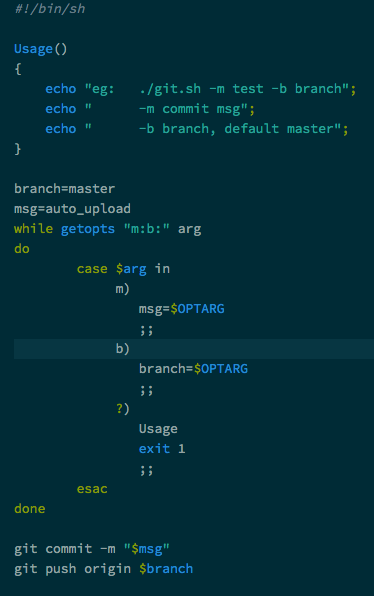 #!/bin/sh

Usage()
{
    echo "eg:   ./git.sh -m test -b branch";
    echo "      -m commit msg";
    echo "      -b branch, default master";
}

branch=master
msg=auto_upload
while getopts "m:b:" arg
do
        case $arg in
             m)
                msg=$OPTARG
                ;;
             b)
                branch=$OPTARG
                ;;
             ?)
                Usage
                exit 1
                ;;
        esac
done

git commit -m "$msg"
git push origin $branch